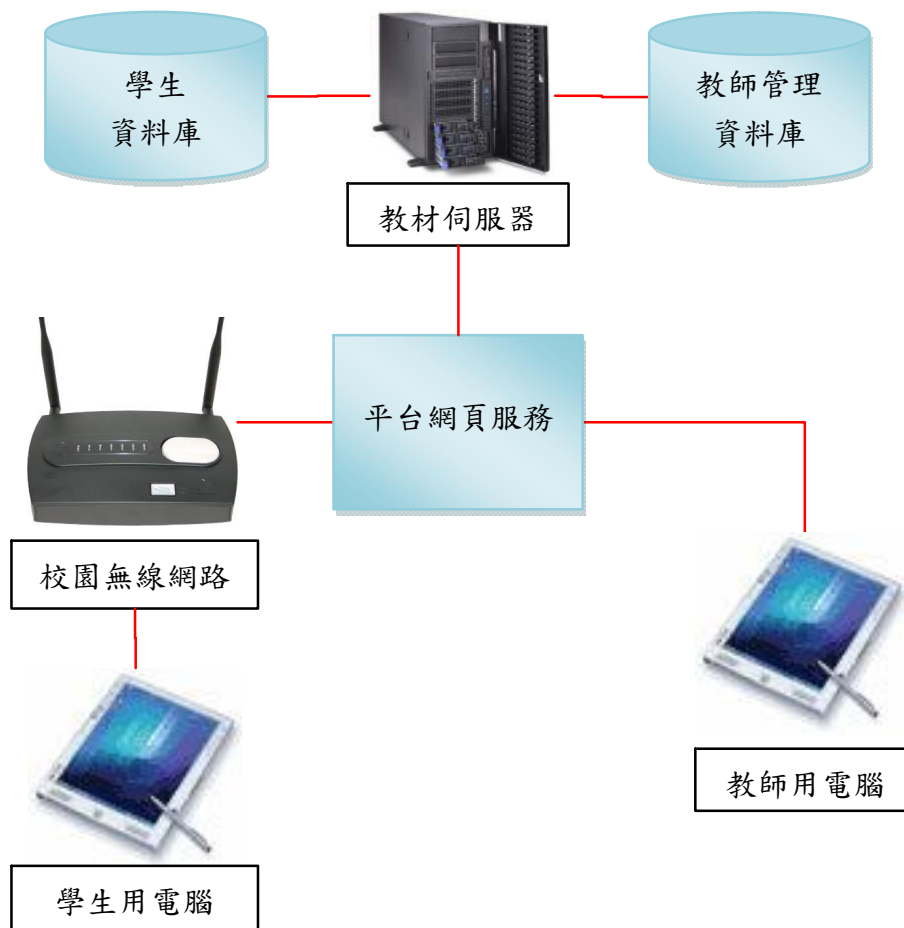 學生
資料庫
教師管理
資料庫
教材伺服器
平台網頁服務
校園無線網路
教師用電腦
學生用電腦